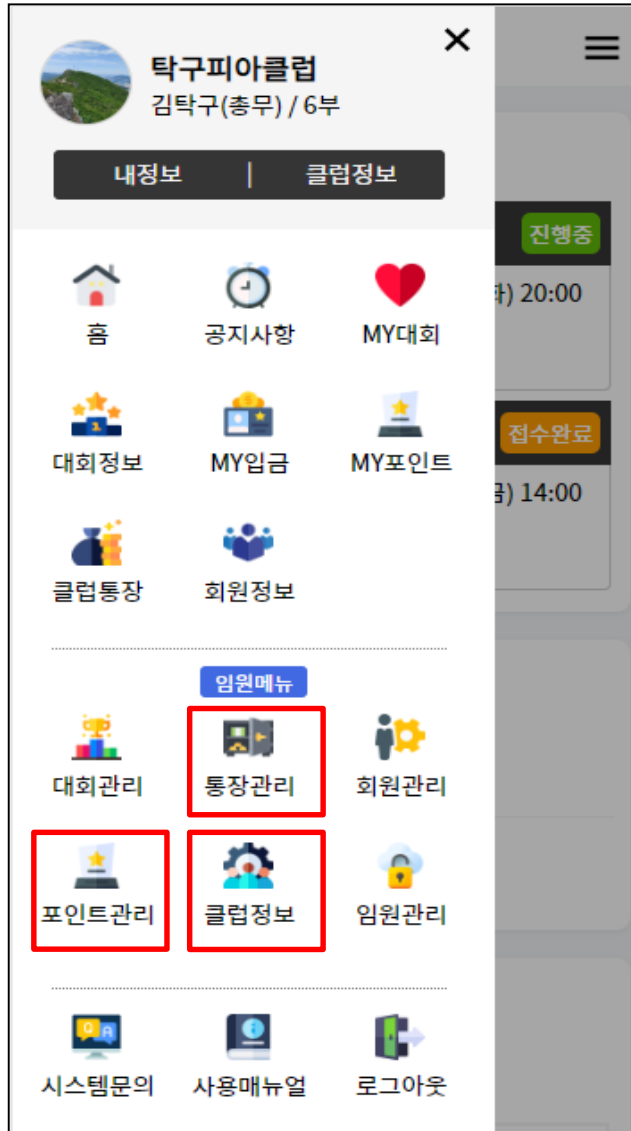 탁구피아클럽
김탁구(총무) / 6부
내정보 | 클럽정보
진행중
홈 공지사항 MY대회
) 20:00
접수완료
대회정보 MY입금 MY포인트
) 14:00
클럽통장 회원정보
임원메뉴
대회관리 통장관리 회원관리
포인트관리 클럽정보 임원관리
Q A
시스템문의 사용매뉴얼 로그아웃